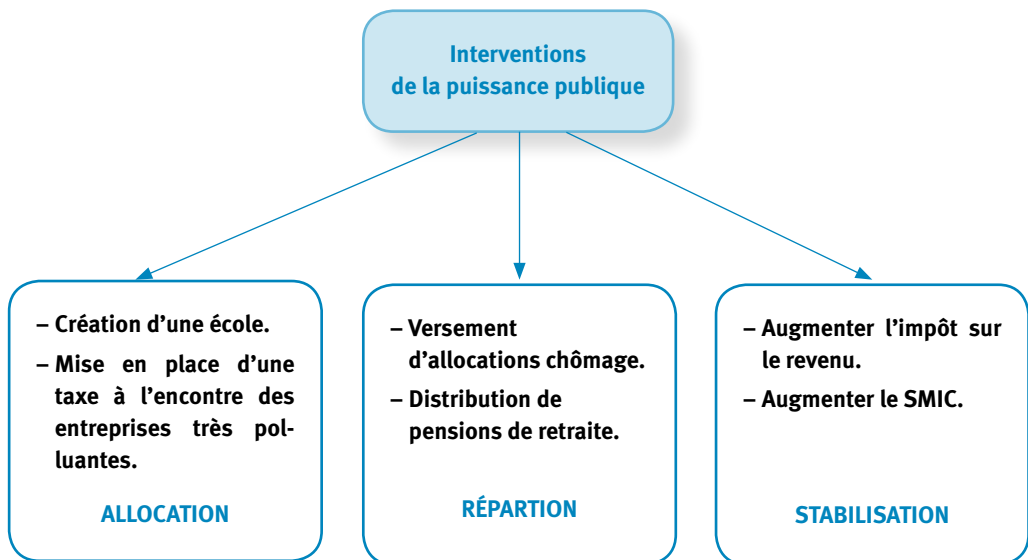 Interventions
de la puissance publique
– Création d’une école.
– Mise en place d’une
taxe à l’encontre des
entreprises très pol-
luantes.
ALLOCATION
– Versement
d’allocations chômage.
– Distribution de
pensions de retraite.
RÉPARTION
– Augmenter l’impôt sur
le revenu.
– Augmenter le SMIC.
STABILISATION